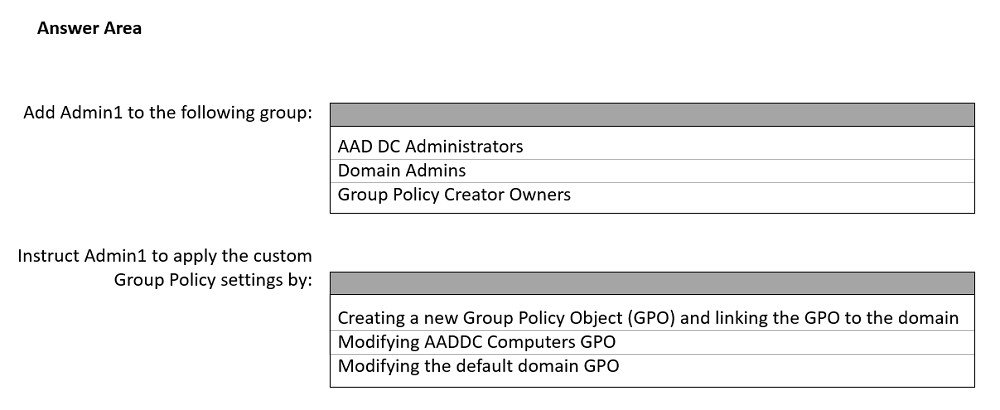 Answer Area
Add Admin1 to the following group:
AAD DC Administrators
Domain Admins
Group Policy Creator Owners
Instruct Admin1 to apply the custom
Group Policy settings by:
Creating a new Group Policy Object (GPO) and linking the GPO to the domain
Modifying AADDC Computers GPO
Modifying the default domain GPO